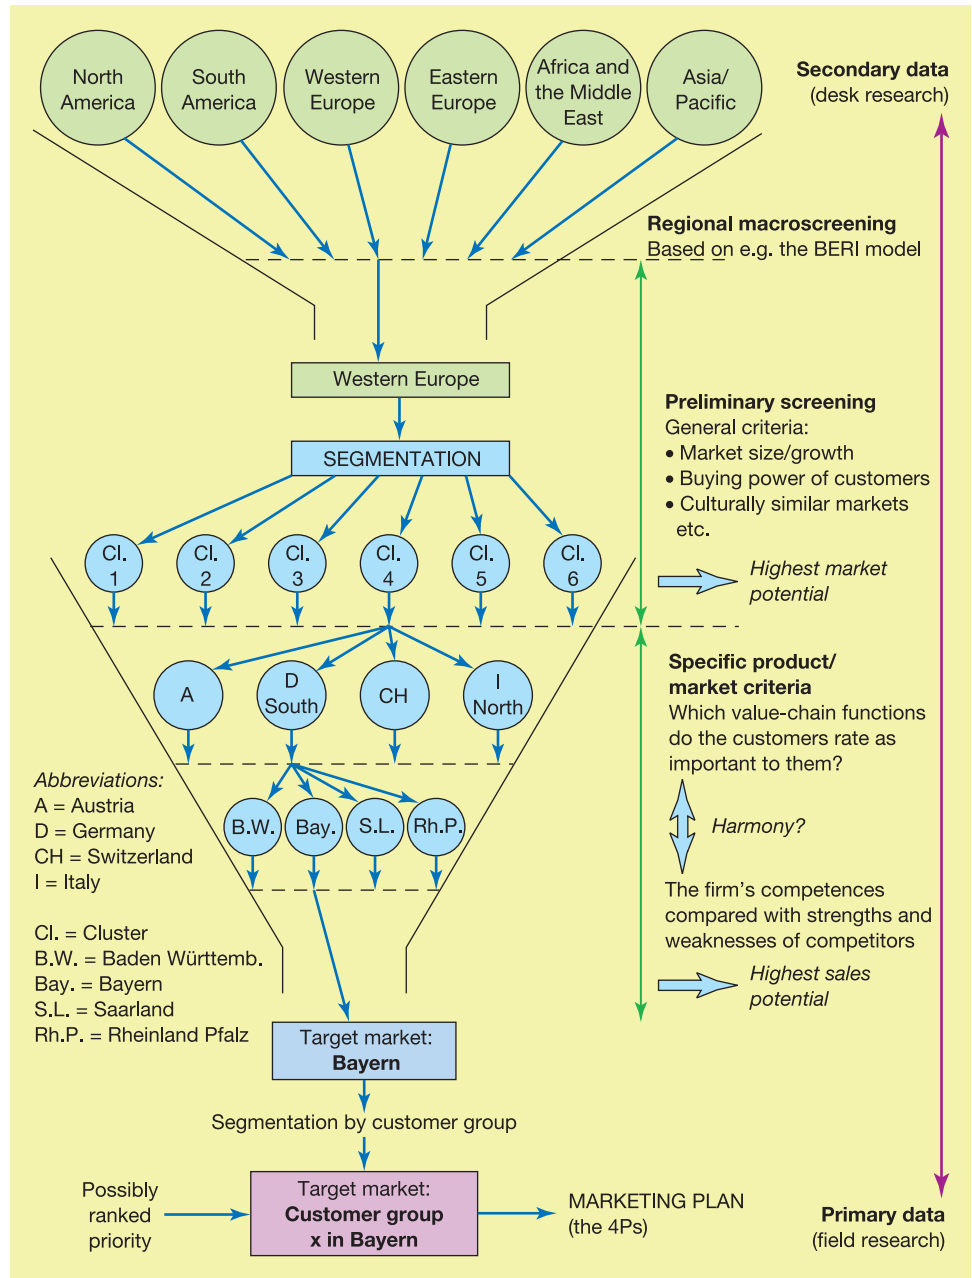 North
America
South
America
Western
Europe
Eastern
Europe
Africa and
the Middle
East
Asia/
Pacific
Secondary data
(desk research)
Regional macroscreening
Based on e.g. the BERI model
Western Europe
SEGMENTATION
Preliminary screening
General criteria:
• Market size/growth
• Buying power of customers
• Culturally similar markets
etc.
Highest market
potential
Cl.
1
Cl.
2
Cl.
3
Cl.
4
Cl.
5
Cl.
6
A
D
South
CH
I
North
Specific product/
market criteria
Which value-chain functions
do the customers rate as
important to them?
Harmony?
The firm's competences
compared with strengths and
weaknesses of competitors
Highest sales
potential
B.W.
Bay.
S.L.
Rh.P.
Abbreviations:
A = Austria
D = Germany
CH = Switzerland
I = Italy
Cl. = Cluster
B.W. = Baden Württemb.
Bay. = Bayern
S.L. = Saarland
Rh.P. = Rheinland Pfalz
Target market:
Bayern
Segmentation by customer group
Possibly
ranked
priority
Target market:
Customer group
x in Bayern
MARKETING PLAN
(the 4Ps)
Primary data
(field research)